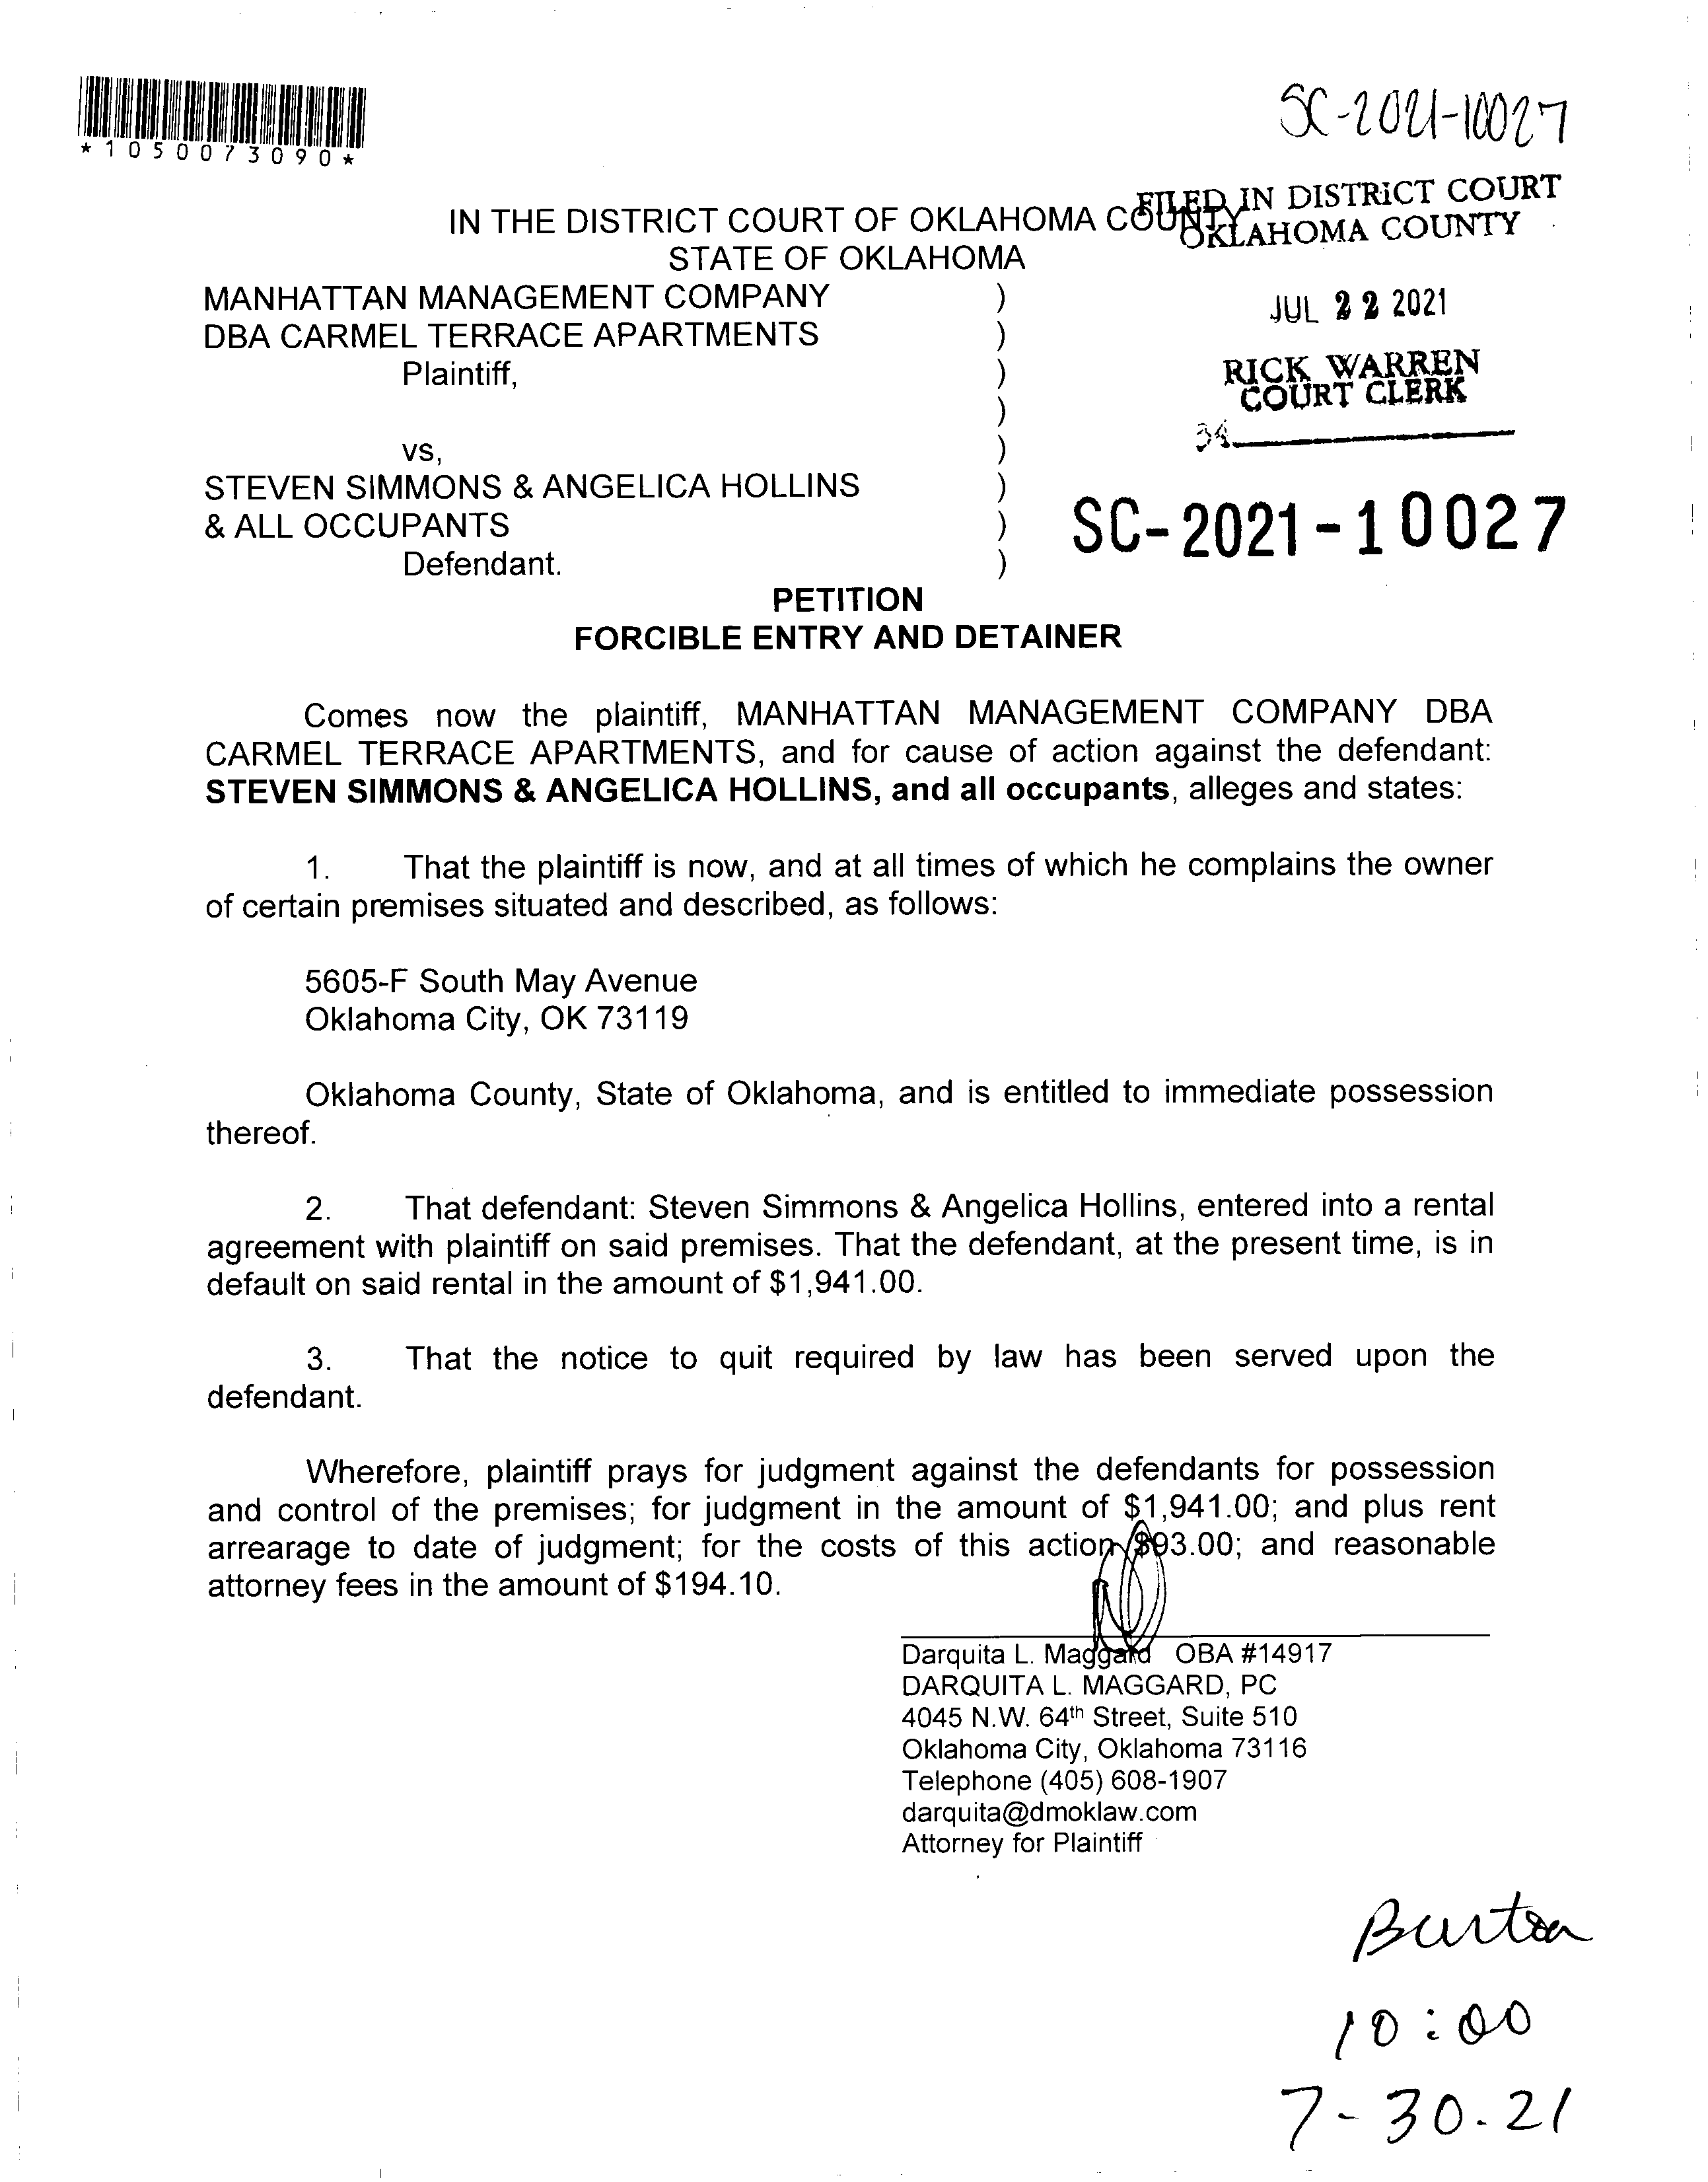 *1050073090*
SC-2021-10027
FILED IN DISTRICT COURT
OKLAHOMA COUNTY
IN THE DISTRICT COURT OF OKLAHOMA COUNTY
STATE OF OKLAHOMA
MANHATTAN MANAGEMENT COMPANY )
DBA CARMEL TERRACE APARTMENTS )
Plaintiff, )
)
vs, )
STEVEN SIMMONS & ANGELICA HOLLINS )
& ALL OCCUPANTS )
Defendant. )
JUL 22 2021
RICK WARREN
COURT CLERK
34
SC-2021-10027
PETITION
FORCIBLE ENTRY AND DETAINER
Comes now the plaintiff, MANHATTAN MANAGEMENT COMPANY DBA
CARMEL TERRACE APARTMENTS, and for cause of action against the defendant:
STEVEN SIMMONS & ANGELICA HOLLINS, and all occupants, alleges and states:
1. That the plaintiff is now, and at all times of which he complains the owner
of certain premises situated and described, as follows:
5605-F South May Avenue
Oklahoma City, OK 73119
Oklahoma County, State of Oklahoma, and is entitled to immediate possession
thereof.
2. That defendant: Steven Simmons & Angelica Hollins, entered into a rental
agreement with plaintiff on said premises. That the defendant, at the present time, is in
default on said rental in the amount of $1,941.00.
3. That the notice to quit required by law has been served upon the
defendant.
Wherefore, plaintiff prays for judgment against the defendants for possession
and control of the premises; for judgment in the amount of $1,941.00; and plus rent
arrearage to date of judgment; for the costs of this action $93.00; and reasonable
attorney fees in the amount of $194.10.
Darquita L. Maggard OBA #14917
DARQUITA L. MAGGARD, PC
4045 N.W. 64th Street, Suite 510
Oklahoma City, Oklahoma 73116
Telephone (405) 608-1907
darquita@dmoklaw.com
Attorney for Plaintiff
Burton
10:00
7-30-21